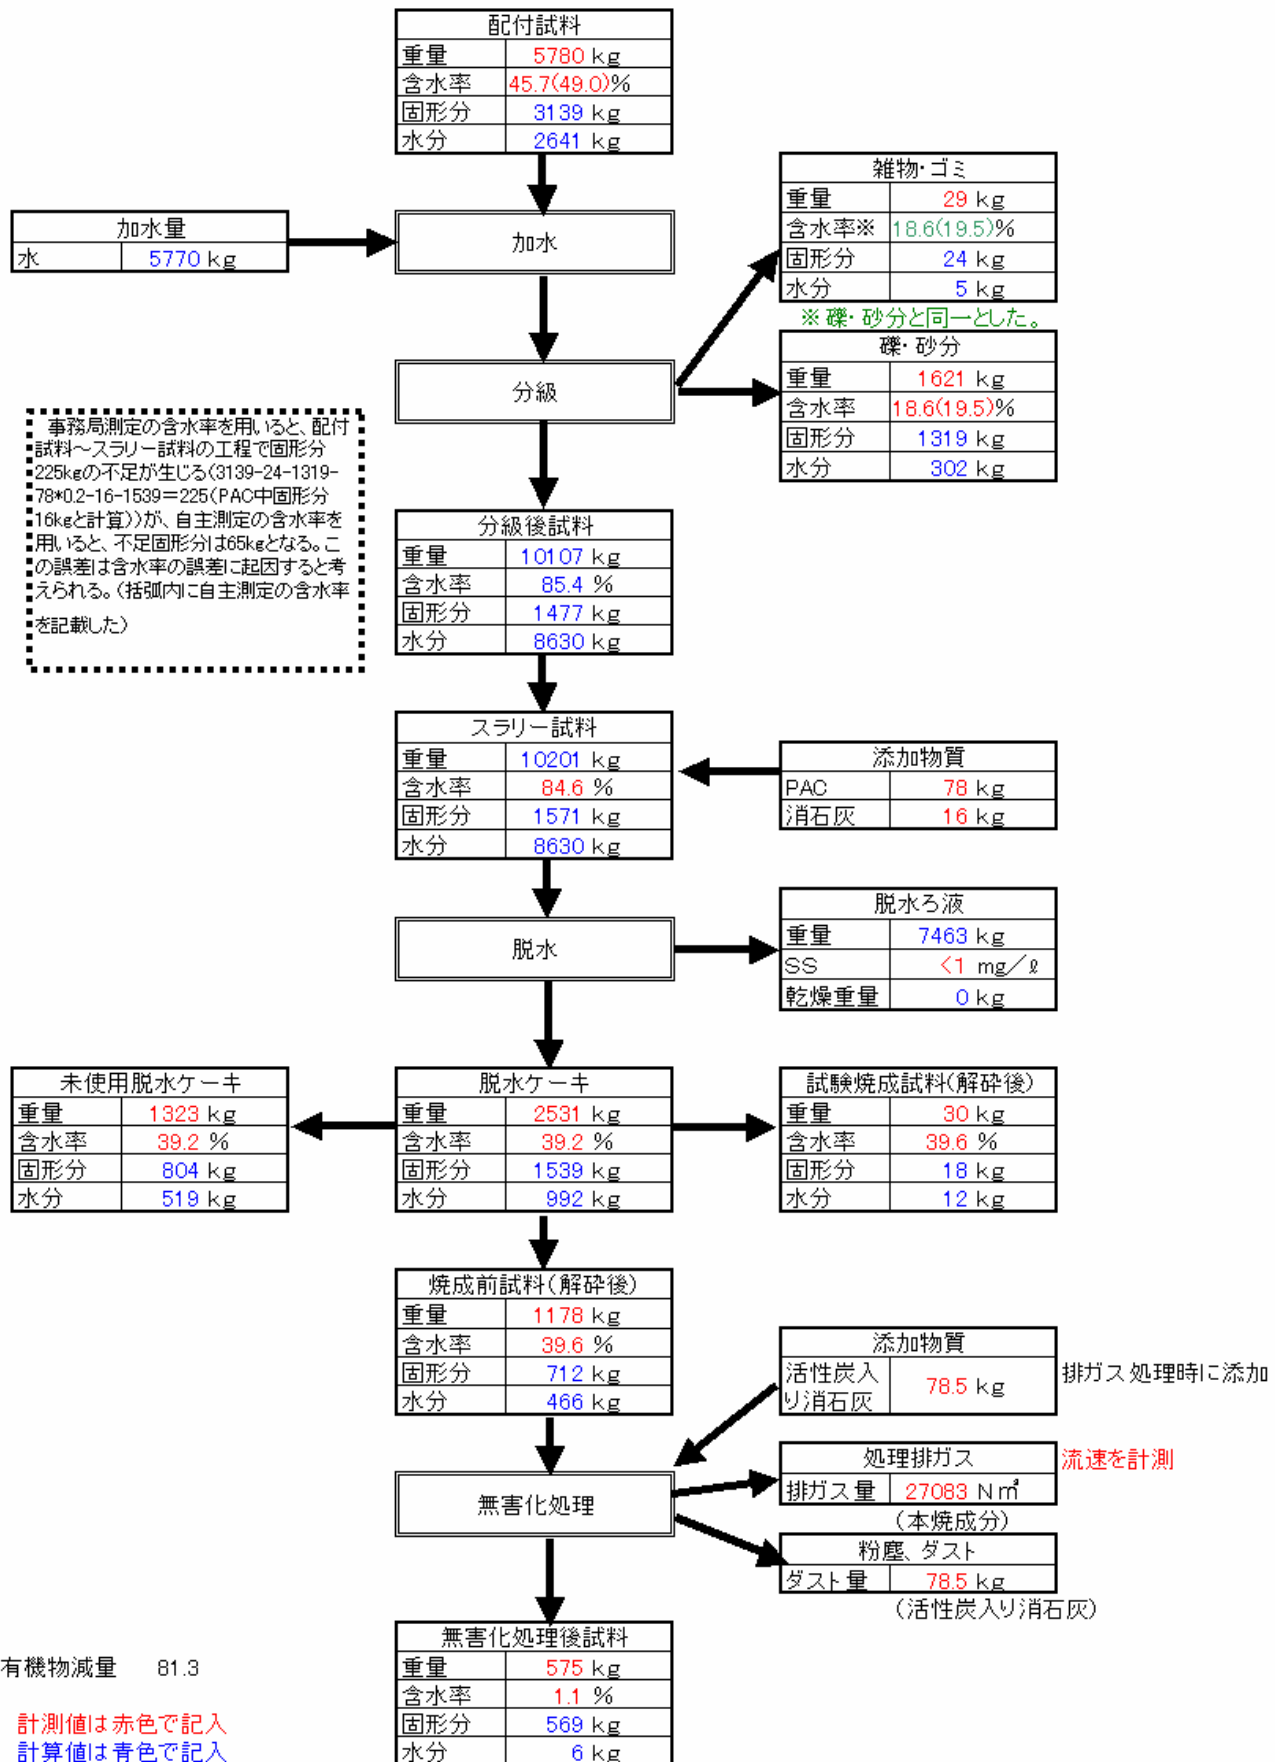 配付試料
重量 5780 kg
含水率 45.7(49.0)%
固形分 3139 kg
水分 2641 kg
加水量
水 5770 kg
加水
雑物・ゴミ
重量 29 kg
含水率※ 18.6(19.5)%
固形分 24 kg
水分 5 kg
※礫・砂分と同一とした。
分級
礫・砂分
重量 1621 kg
含水率 18.6(19.5)%
固形分 1319 kg
水分 302 kg
事務局測定の含水率を用いると、配付
試料～スラリー試料の工程で固形分
225kgの不足が生じる(3139-24-1319-
78*0.2-16-1539＝225(PAC中固形分
16kgと計算))が、自主測定の含水率を
用いると、不足固形分は65kgとなる。こ
の誤差は含水率の誤差に起因すると考
えられる。(括弧内に自主測定の含水率
を記載した)
分級後試料
重量 10107 kg
含水率 85.4 %
固形分 1477 kg
水分 8630 kg
スラリー試料
重量 10201 kg
含水率 84.6 %
固形分 1571 kg
水分 8630 kg
添加物質
PAC 78 kg
消石灰 16 kg
脱水
脱水ろ液
重量 7463 kg
SS <1 mg／ℓ
乾燥重量 0 kg
未使用脱水ケーキ
重量 1323 kg
含水率 39.2 %
固形分 804 kg
水分 519 kg
脱水ケーキ
重量 2531 kg
含水率 39.2 %
固形分 1539 kg
水分 992 kg
試験焼成試料(解砕後)
重量 30 kg
含水率 39.6 %
固形分 18 kg
水分 12 kg
焼成前試料(解砕後)
重量 1178 kg
含水率 39.6 %
固形分 712 kg
水分 466 kg
添加物質
活性炭入
り消石灰 78.5 kg
排ガス処理時に添加
無害化処理
処理排ガス
排ガス量 27083 N㎥
流速を計測
(本焼成分)
粉塵、ダスト
ダスト量 78.5 kg
(活性炭入り消石灰)
無害化処理後試料
重量 575 kg
含水率 1.1 %
固形分 569 kg
水分 6 kg
有機物減量 81.3
計測値は赤色で記入
計算値は青色で記入